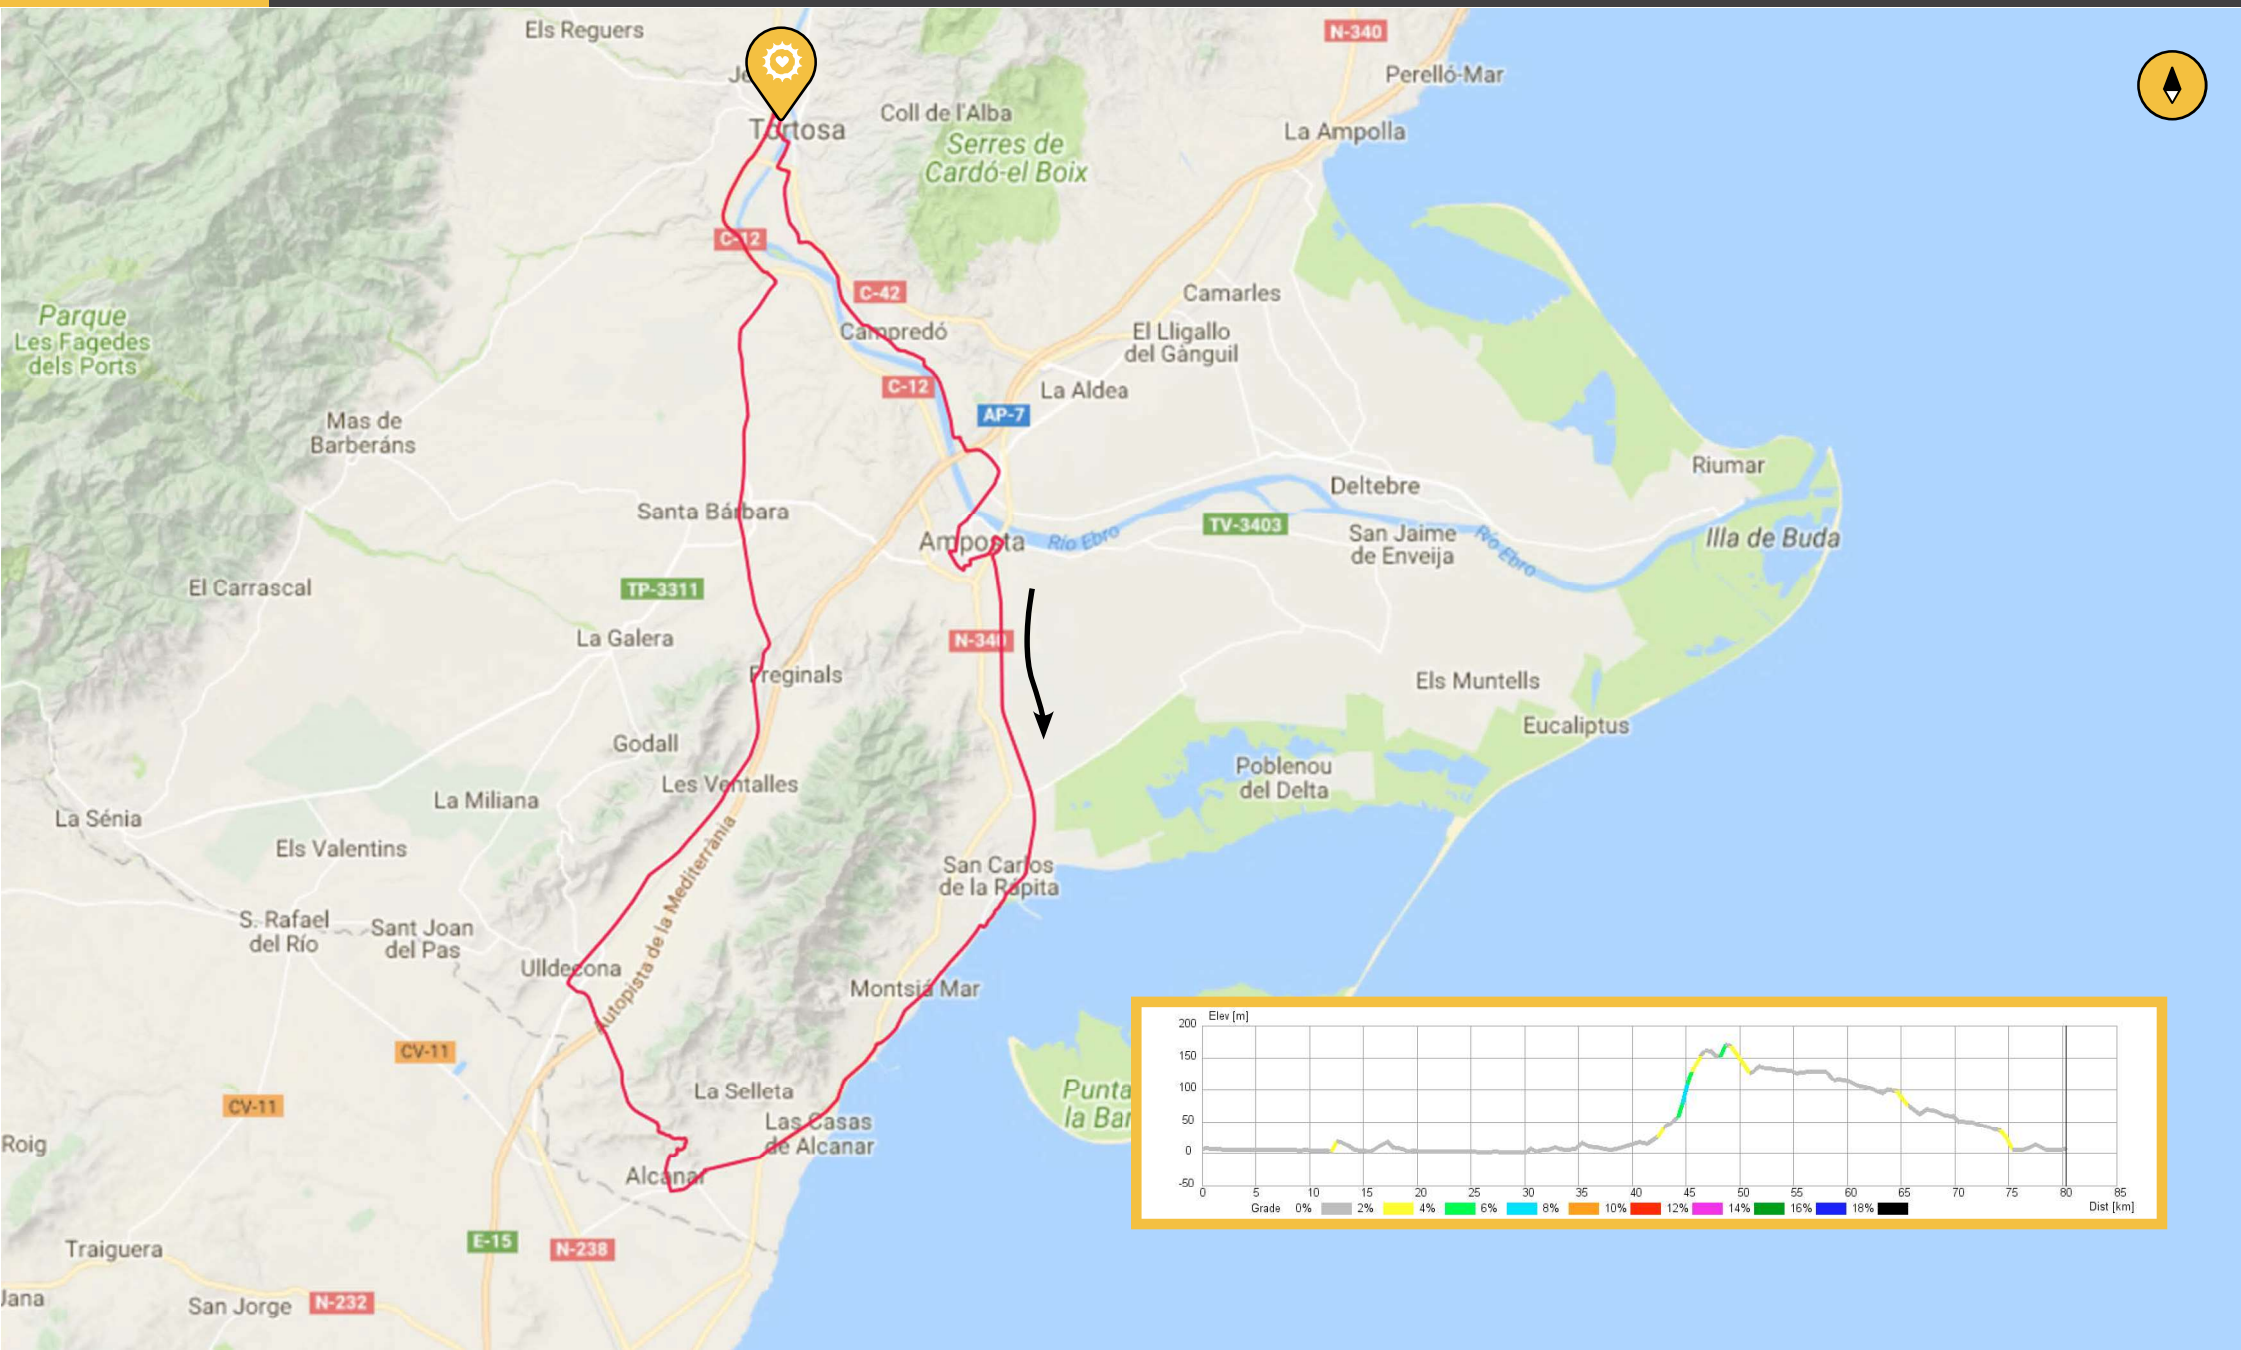 Els Reguers
N-340
Perelló-Mar
Coll de l'Alba
Tortosa
La Ampolla
Serres de
Cardó-el Boix
C-12
C-42
Camarles
Parque
Les Fagedes
dels Ports
Campredó
El Lligallo
del Gànguil
C-12
La Aldea
AP-7
Mas de
Barberáns
Riumar
Deltebre
Santa Bárbara
TV-3403
Amposta
Río Ebro
San Jaime
de Enveija
Río Ebro
Illa de Buda
El Carrascal
TP-3311
La Galera
N-340
Freginals
Els Muntells
Eucaliptus
Godall
Poblenou
del Delta
Les Ventalles
La Miliana
La Sénia
Els Valentins
Autopista de la Mediterrània
San Carlos
de la Rápita
S. Rafael
del Río
Sant Joan
del Pas
Ulldecona
Montsiá Mar
CV-11
La Selleta
Punta
CV-11
Las Casas
de Alcanar
la Bar
Roig
Alcanar
E-15
N-238
Traiguera
Jana
San Jorge
N-232
Elev [m]
200
150
100
50
0
-50
0 5 10 15 20 25 30 35 40 45 50 55 60 65 70 75 80 85
Grade 0% 2% 4% 6% 8% 10% 12% 14% 16% 18%
Dist [km]